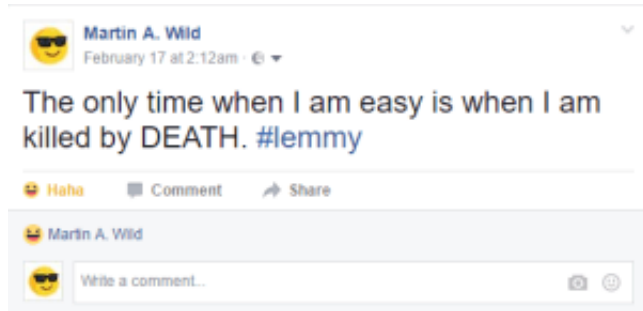 Martin A. Wild
February 17 at 2:12am ·
The only time when I am easy is when I am
killed by DEATH. #lemmy
Haha Comment Share
Martin A. Wild
Write a comment...